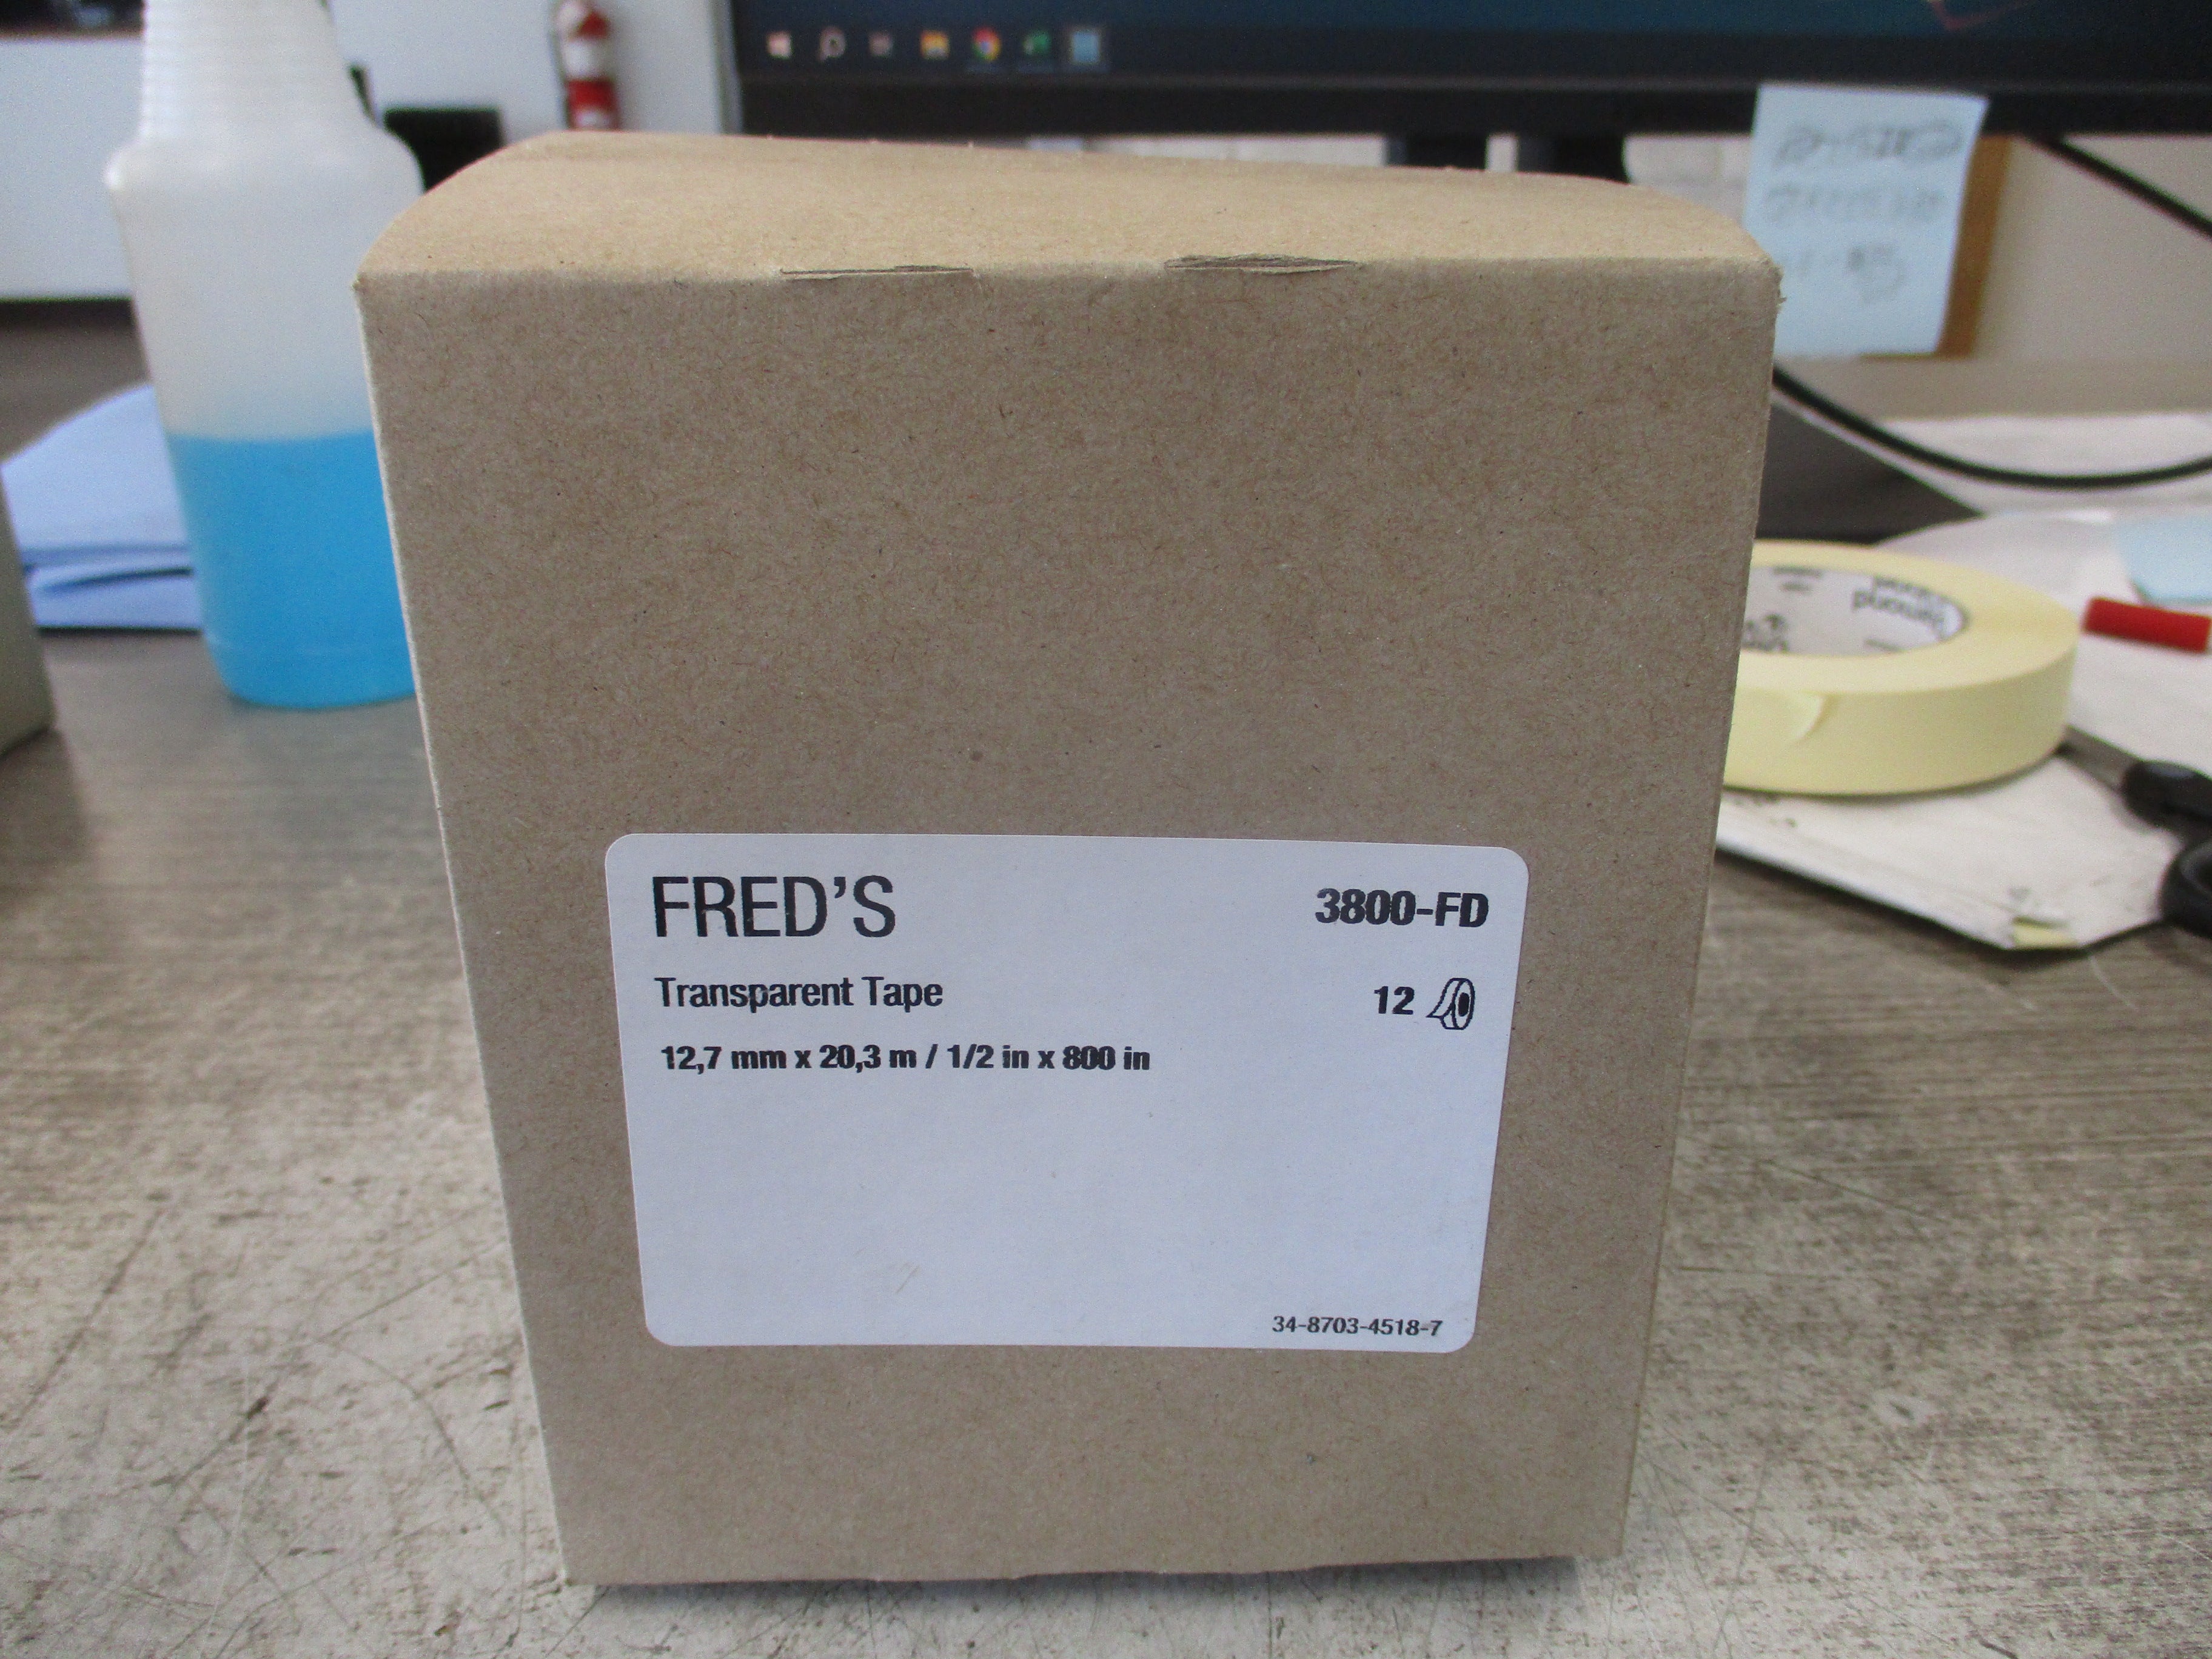 FRED'S
3800-FD
Transparent Tape
12
12,7 mm x 20,3 m / 1/2 in x 800 in
34-8703-4518-7